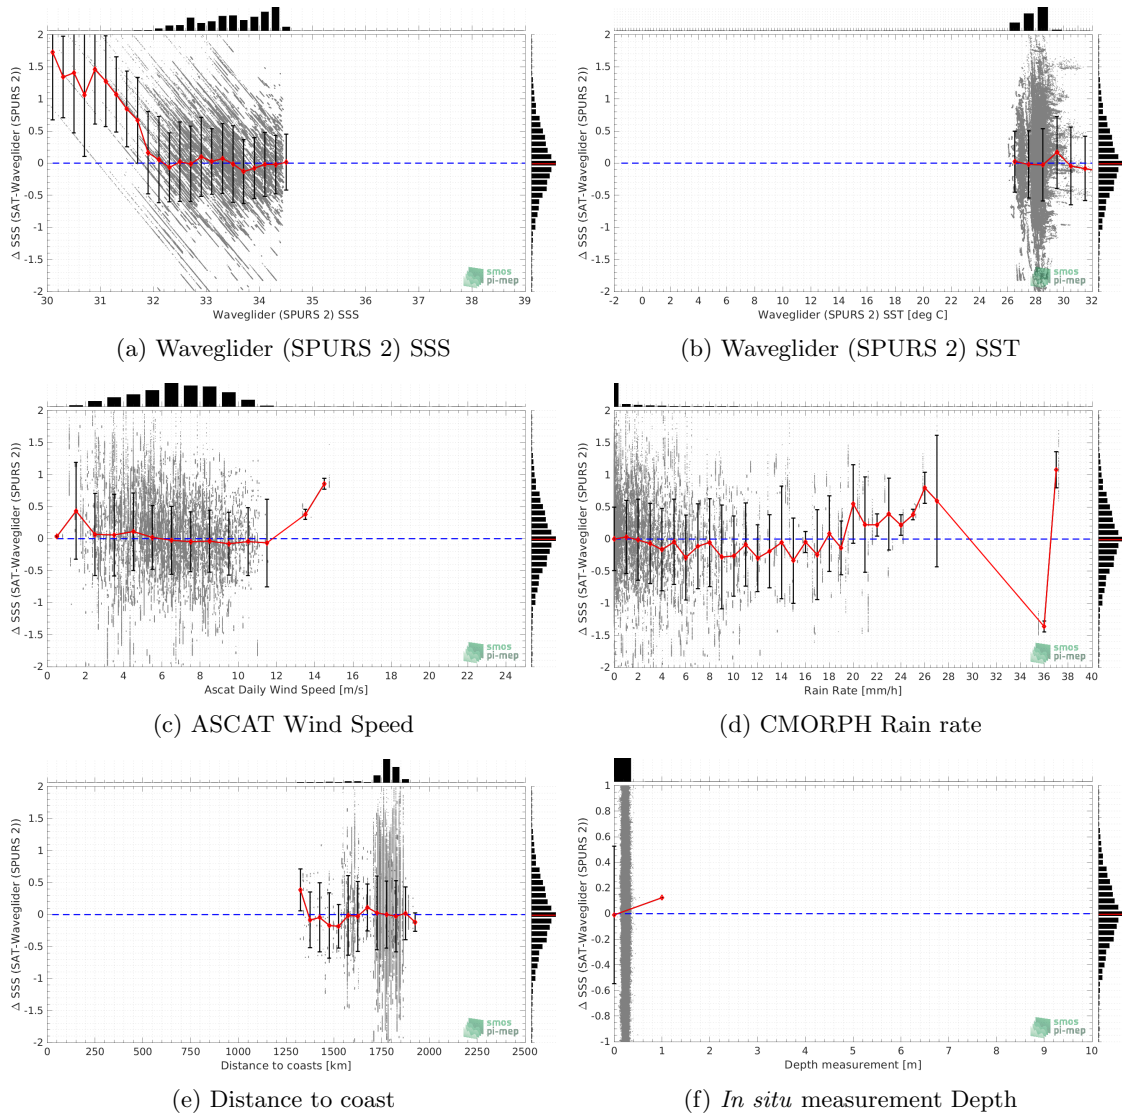 2
1.5
1
0.5
0
-0.5
-1
-1.5
-2
Δ SSS (SAT-Waveglider (SPURS 2))
30 31 32 33 34 35 36 37 38 39
Waveglider (SPURS 2) SSS
smos
pi-mep
(a) Waveglider (SPURS 2) SSS
2
1.5
1
0.5
0
-0.5
-1
-1.5
-2
Δ SSS (SAT-Waveglider (SPURS 2))
-2 0 2 4 6 8 10 12 14 16 18 20 22 24 26 28 30 32
Waveglider (SPURS 2) SST [deg C]
smos
pi-mep
(b) Waveglider (SPURS 2) SST
2
1.5
1
0.5
0
-0.5
-1
-1.5
-2
Δ SSS (SAT-Waveglider (SPURS 2))
0 2 4 6 8 10 12 14 16 18 20 22 24
Ascat Daily Wind Speed [m/s]
smos
pi-mep
(c) ASCAT Wind Speed
2
1.5
1
0.5
0
-0.5
-1
-1.5
-2
Δ SSS (SAT-Waveglider (SPURS 2))
0 2 4 6 8 10 12 14 16 18 20 22 24 26 28 30 32 34 36 38 40
Rain Rate [mm/h]
smos
pi-mep
(d) CMORPH Rain rate
2
1.5
1
0.5
0
-0.5
-1
-1.5
-2
Δ SSS (SAT-Waveglider (SPURS 2))
0 250 500 750 1000 1250 1500 1750 2000 2250 2500
Distance to coasts [km]
smos
pi-mep
(e) Distance to coast
1
0.8
0.6
0.4
0.2
0
-0.2
-0.4
-0.6
-0.8
-1
Δ SSS (SAT-Waveglider (SPURS 2))
0 1 2 3 4 5 6 7 8 9 10
Depth measurement [m]
smos
pi-mep
(f) In situ measurement Depth